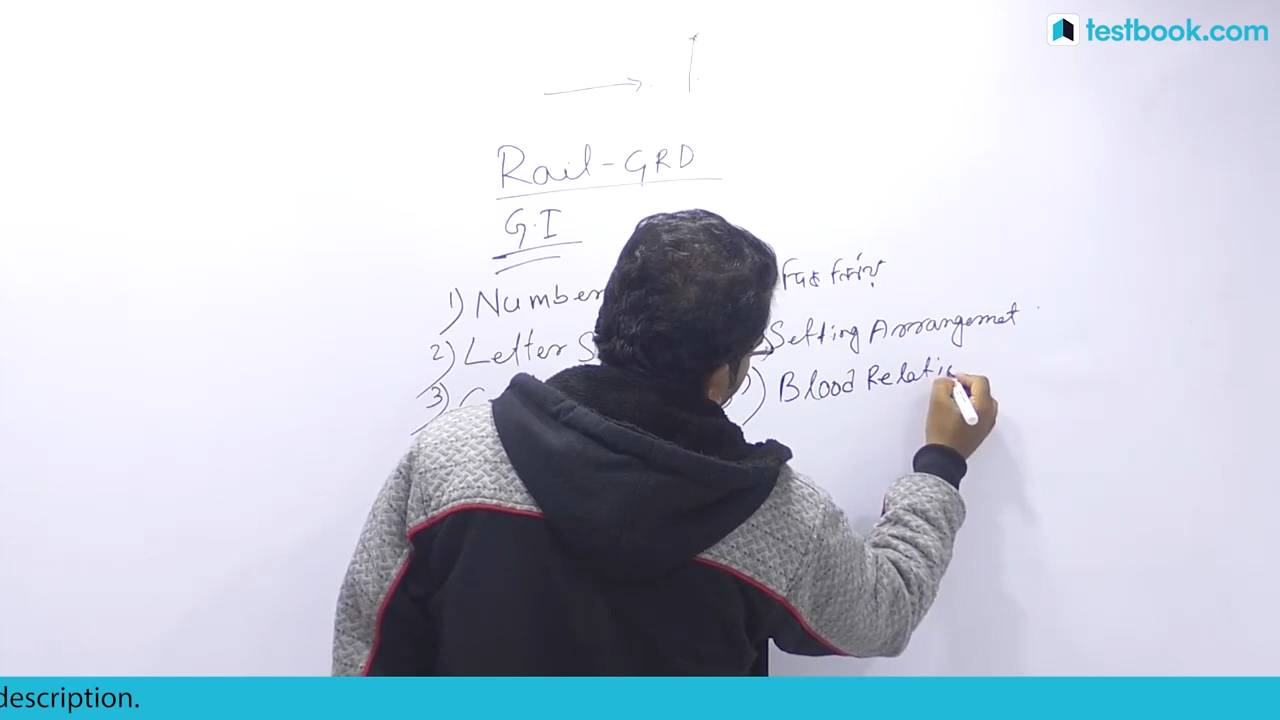 testbook.com
Rail-GRD
G.I
1) Number
2) Letter S
3) C
Setting Arrangemet
) Blood Relati
description.